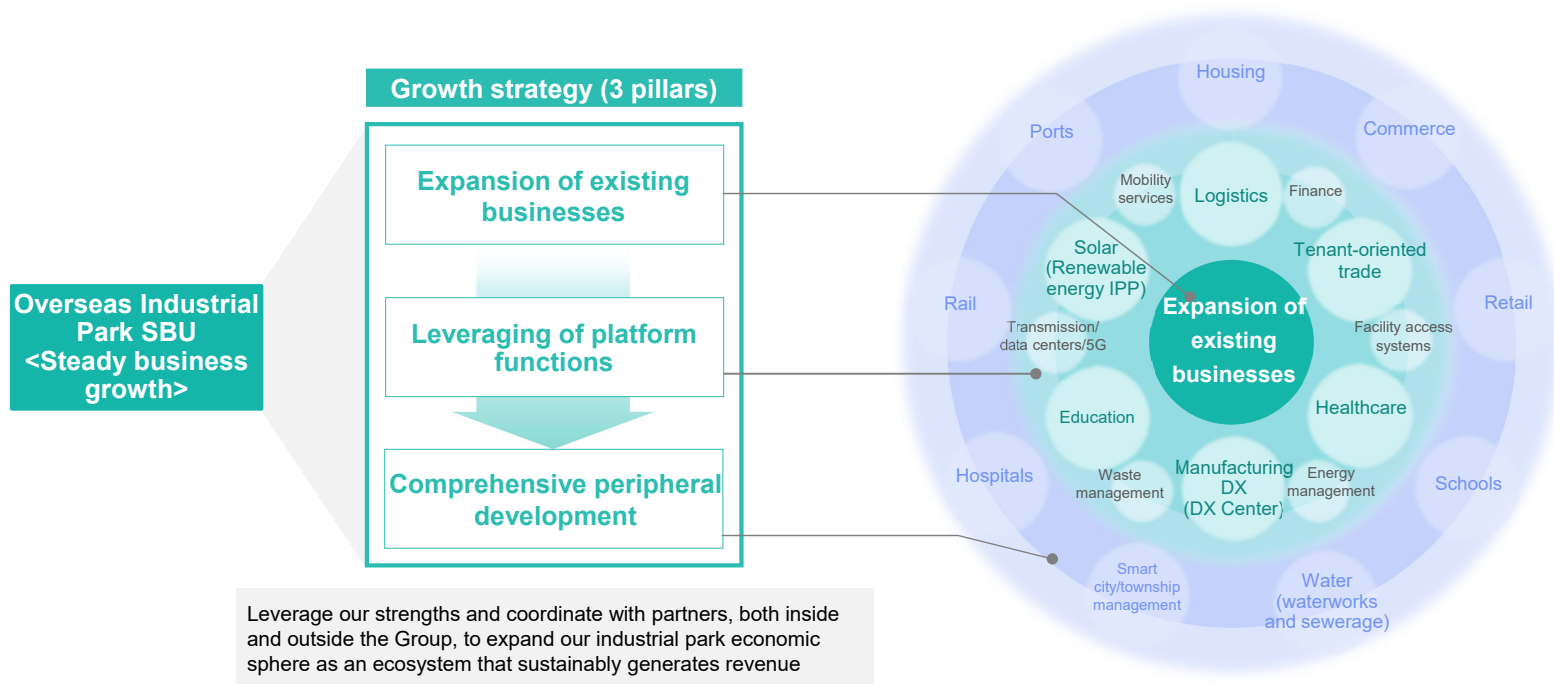 Growth strategy (3 pillars)
Expansion of existing
businesses
Leveraging of platform
functions
Comprehensive peripheral
development
Overseas Industrial
Park SBU
<Steady business
growth>
Leverage our strengths and coordinate with partners, both inside
and outside the Group, to expand our industrial park economic
sphere as an ecosystem that sustainably generates revenue
Housing
Ports
Commerce
Mobility
services
Logistics
Finance
Solar
(Renewable
energy IPP)
Tenant-oriented
trade
Rail
Retail
Expansion of
existing
businesses
Transmission/
data centers/5G
Facility access
systems
Education
Healthcare
Hospitals
Waste
management
Manufacturing
DX
(DX Center)
Energy
management
Schools
Smart
city/township
management
Water
(waterworks
and sewerage)